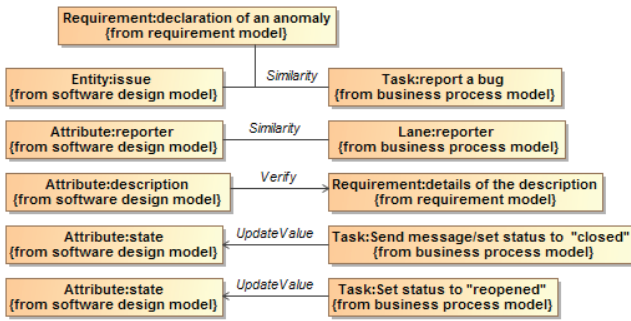 Requirement:declaration of an anomaly
{from requirement model}
Entity:issue
{from software design model}
Similarity
Task:report a bug
{from business process model}
Attribute:reporter
{from software design model}
Similarity
Lane:reporter
{from business process model}
Attribute:description
{from software design model}
Verify
Requirement:details of the description
{from requirement model}
Attribute:state
{from software design model}
UpdateValue
Task:Send message/set status to "closed"
{from business process model}
Attribute:state
{from software design model}
UpdateValue
Task:Set status to "reopened"
{from business process model}